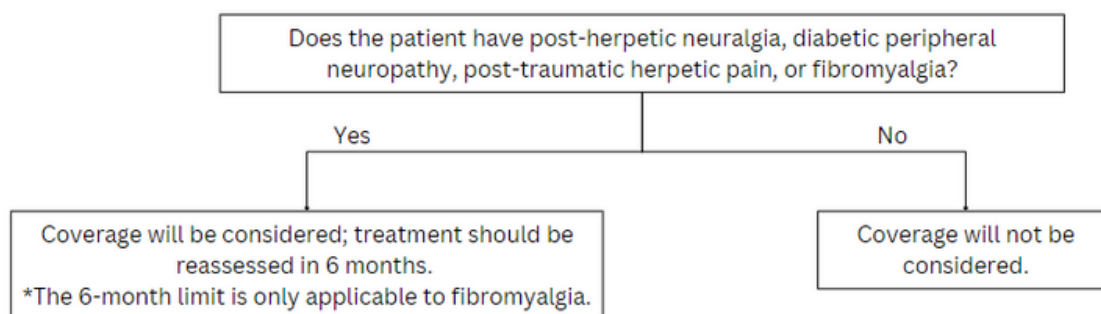 Does the patient have post-herpetic neuralgia, diabetic peripheral
neuropathy, post-traumatic herpetic pain, or fibromyalgia?
Yes
No
Coverage will be considered; treatment should be
reassessed in 6 months.
*The 6-month limit is only applicable to fibromyalgia.
Coverage will not be
considered.